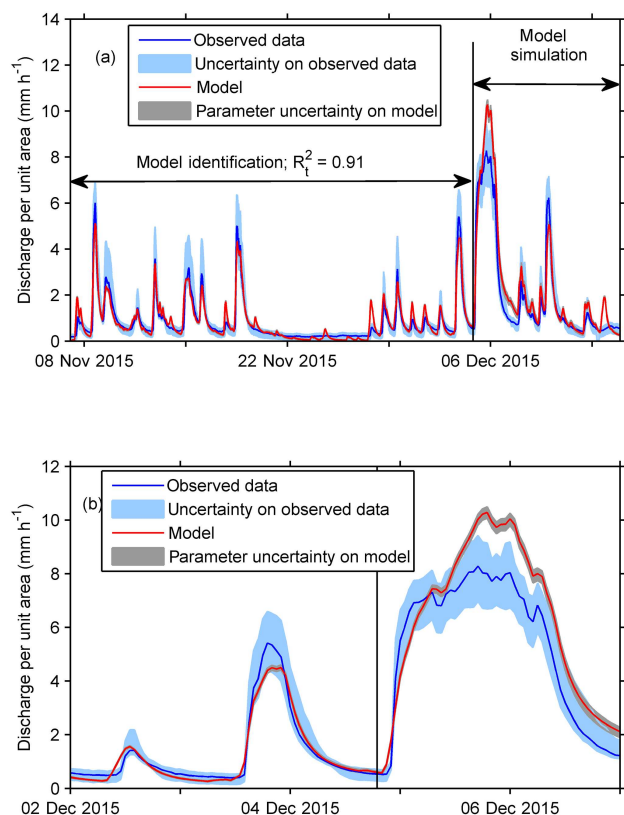 14
12
10
8
6
4
2
0
Discharge per unit area (mm h⁻¹)
(a)
Observed data
Uncertainty on observed data
Model
Parameter uncertainty on model
Model
simulation
Model identification; R²ₜ = 0.91
08 Nov 2015
22 Nov 2015
06 Dec 2015
12
10
8
6
4
2
0
Discharge per unit area (mm h⁻¹)
(b)
Observed data
Uncertainty on observed data
Model
Parameter uncertainty on model
02 Dec 2015
04 Dec 2015
06 Dec 2015